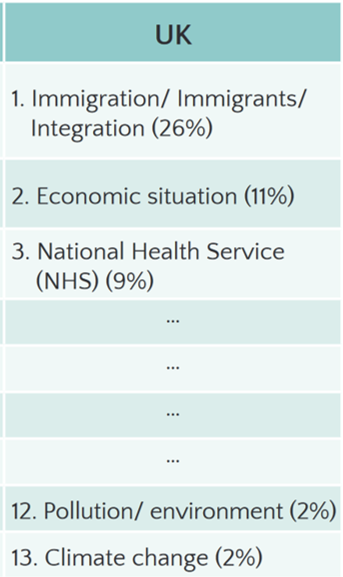 UK
1. Immigration/ Immigrants/
Integration (26%)
2. Economic situation (11%)
3. National Health Service
(NHS) (9%)
...
...
...
...
12. Pollution/ environment (2%)
13. Climate change (2%)